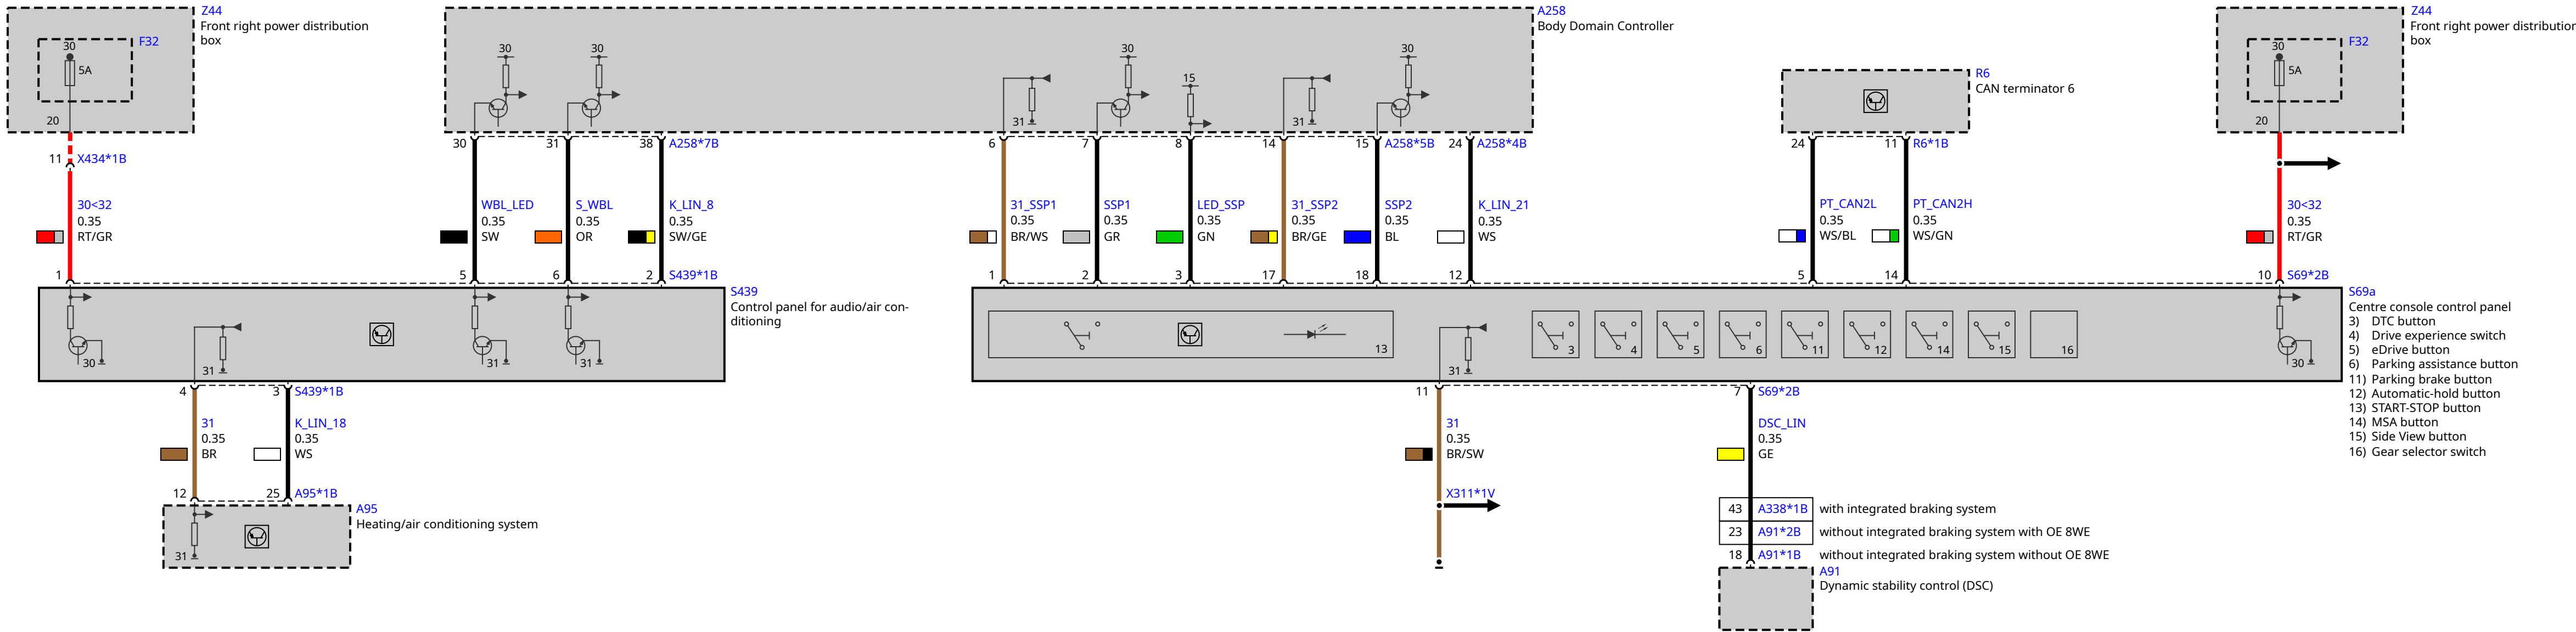 Z44
Front right power distribution
box
F32
30
5A
20
11
X434*1B
30<32
0.35
RT/GR
1
A258
Body Domain Controller
30
30
30
15
30
31
31
30
31
38
A258*7B
WBL_LED
0.35
SW
S_WBL
0.35
OR
K_LIN_8
0.35
SW/GE
5
6
2
S439*1B
6
7
8
14
15
A258*5B
24
A258*4B
31_SSP1
0.35
BR/WS
SSP1
0.35
GR
LED_SSP
0.35
GN
31_SSP2
0.35
BR/GE
SSP2
0.35
BL
K_LIN_21
0.35
WS
1
2
3
17
18
12
R6
CAN terminator 6
24
11
R6*1B
PT_CAN2L
0.35
WS/BL
PT_CAN2H
0.35
WS/GN
5
14
Z44
Front right power distribution
box
F32
30
5A
20
30<32
0.35
RT/GR
10
S69*2B
S439
Control panel for audio/air con-
ditioning
30
31
31
31
4
3
S439*1B
31
0.35
BR
K_LIN_18
0.35
WS
12
25
A95*1B
A95
Heating/air conditioning system
31
13
31
3
4
5
6
11
12
14
15
16
30
S69a
Centre console control panel
3) DTC button
4) Drive experience switch
5) eDrive button
6) Parking assistance button
11) Parking brake button
12) Automatic-hold button
13) START-STOP button
14) MSA button
15) Side View button
16) Gear selector switch
11
7
S69*2B
31
0.35
BR/SW
X311*1V
DSC_LIN
0.35
GE
43 A338*1B with integrated braking system
23 A91*2B without integrated braking system with OE 8WE
18 A91*1B without integrated braking system without OE 8WE
A91
Dynamic stability control (DSC)